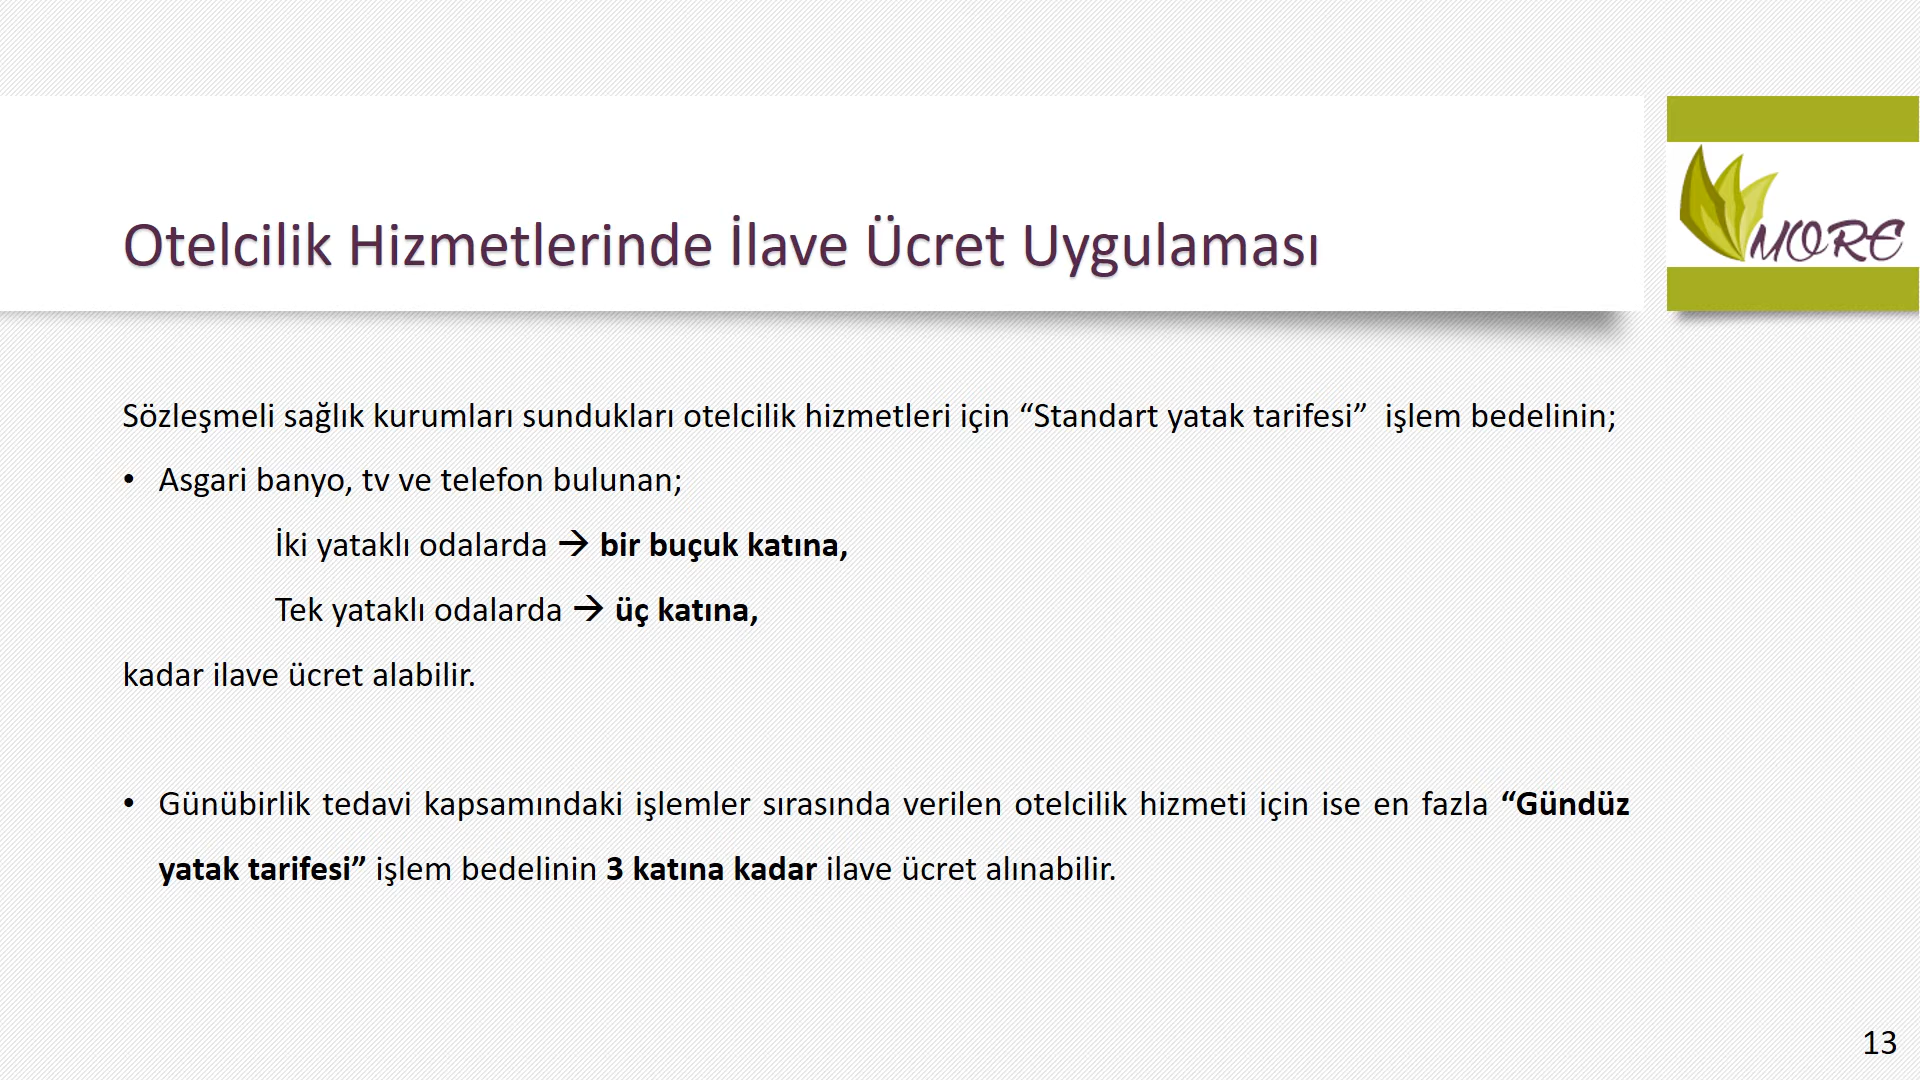 MORE
Otelcilik Hizmetlerinde İlave Ücret Uygulaması
Sözleşmeli sağlık kurumları sundukları otelcilik hizmetleri için “Standart yatak tarifesi” işlem bedelinin;
• Asgari banyo, tv ve telefon bulunan;
İki yataklı odalarda → bir buçuk katına,
Tek yataklı odalarda → üç katına,
kadar ilave ücret alabilir.
• Günübirlik tedavi kapsamındaki işlemler sırasında verilen otelcilik hizmeti için ise en fazla “Gündüz
yatak tarifesi” işlem bedelinin 3 katına kadar ilave ücret alınabilir.
13